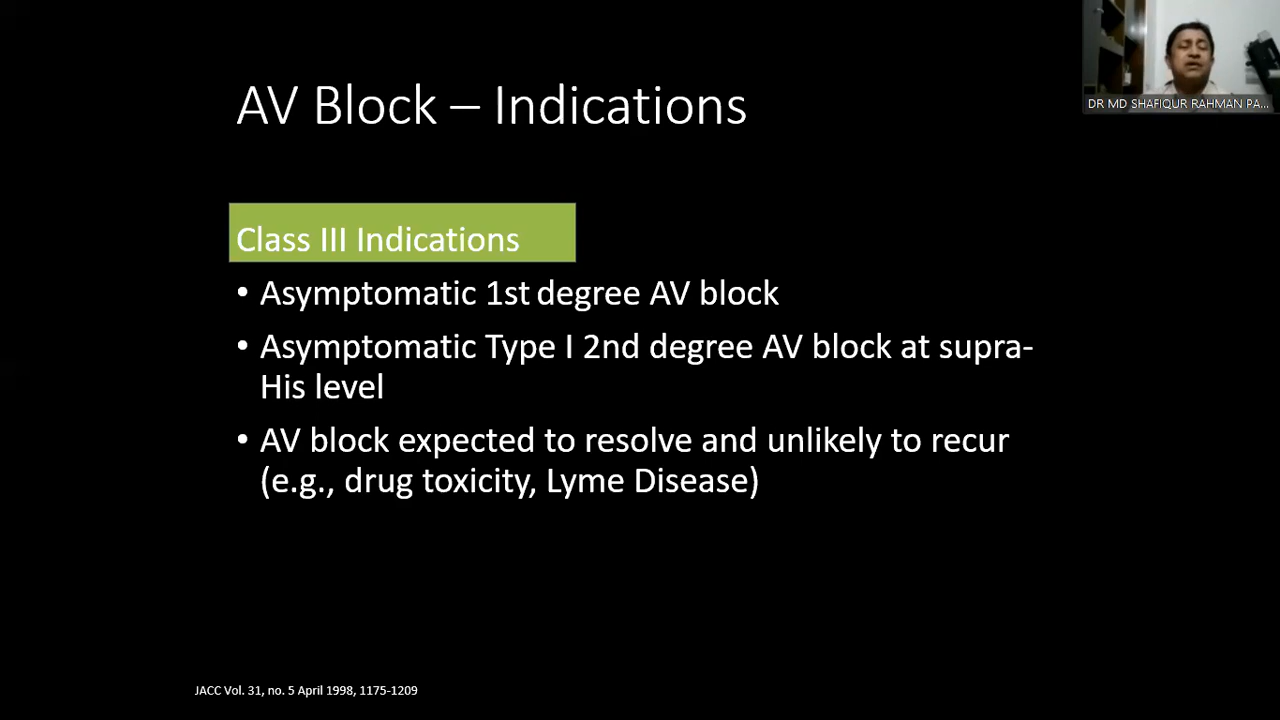 DR MD SHAFIQUR RAHMAN PA...
AV Block – Indications
Class III Indications
• Asymptomatic 1st degree AV block
• Asymptomatic Type I 2nd degree AV block at supra-
His level
• AV block expected to resolve and unlikely to recur
(e.g., drug toxicity, Lyme Disease)
JACC Vol. 31, no. 5 April 1998, 1175-1209